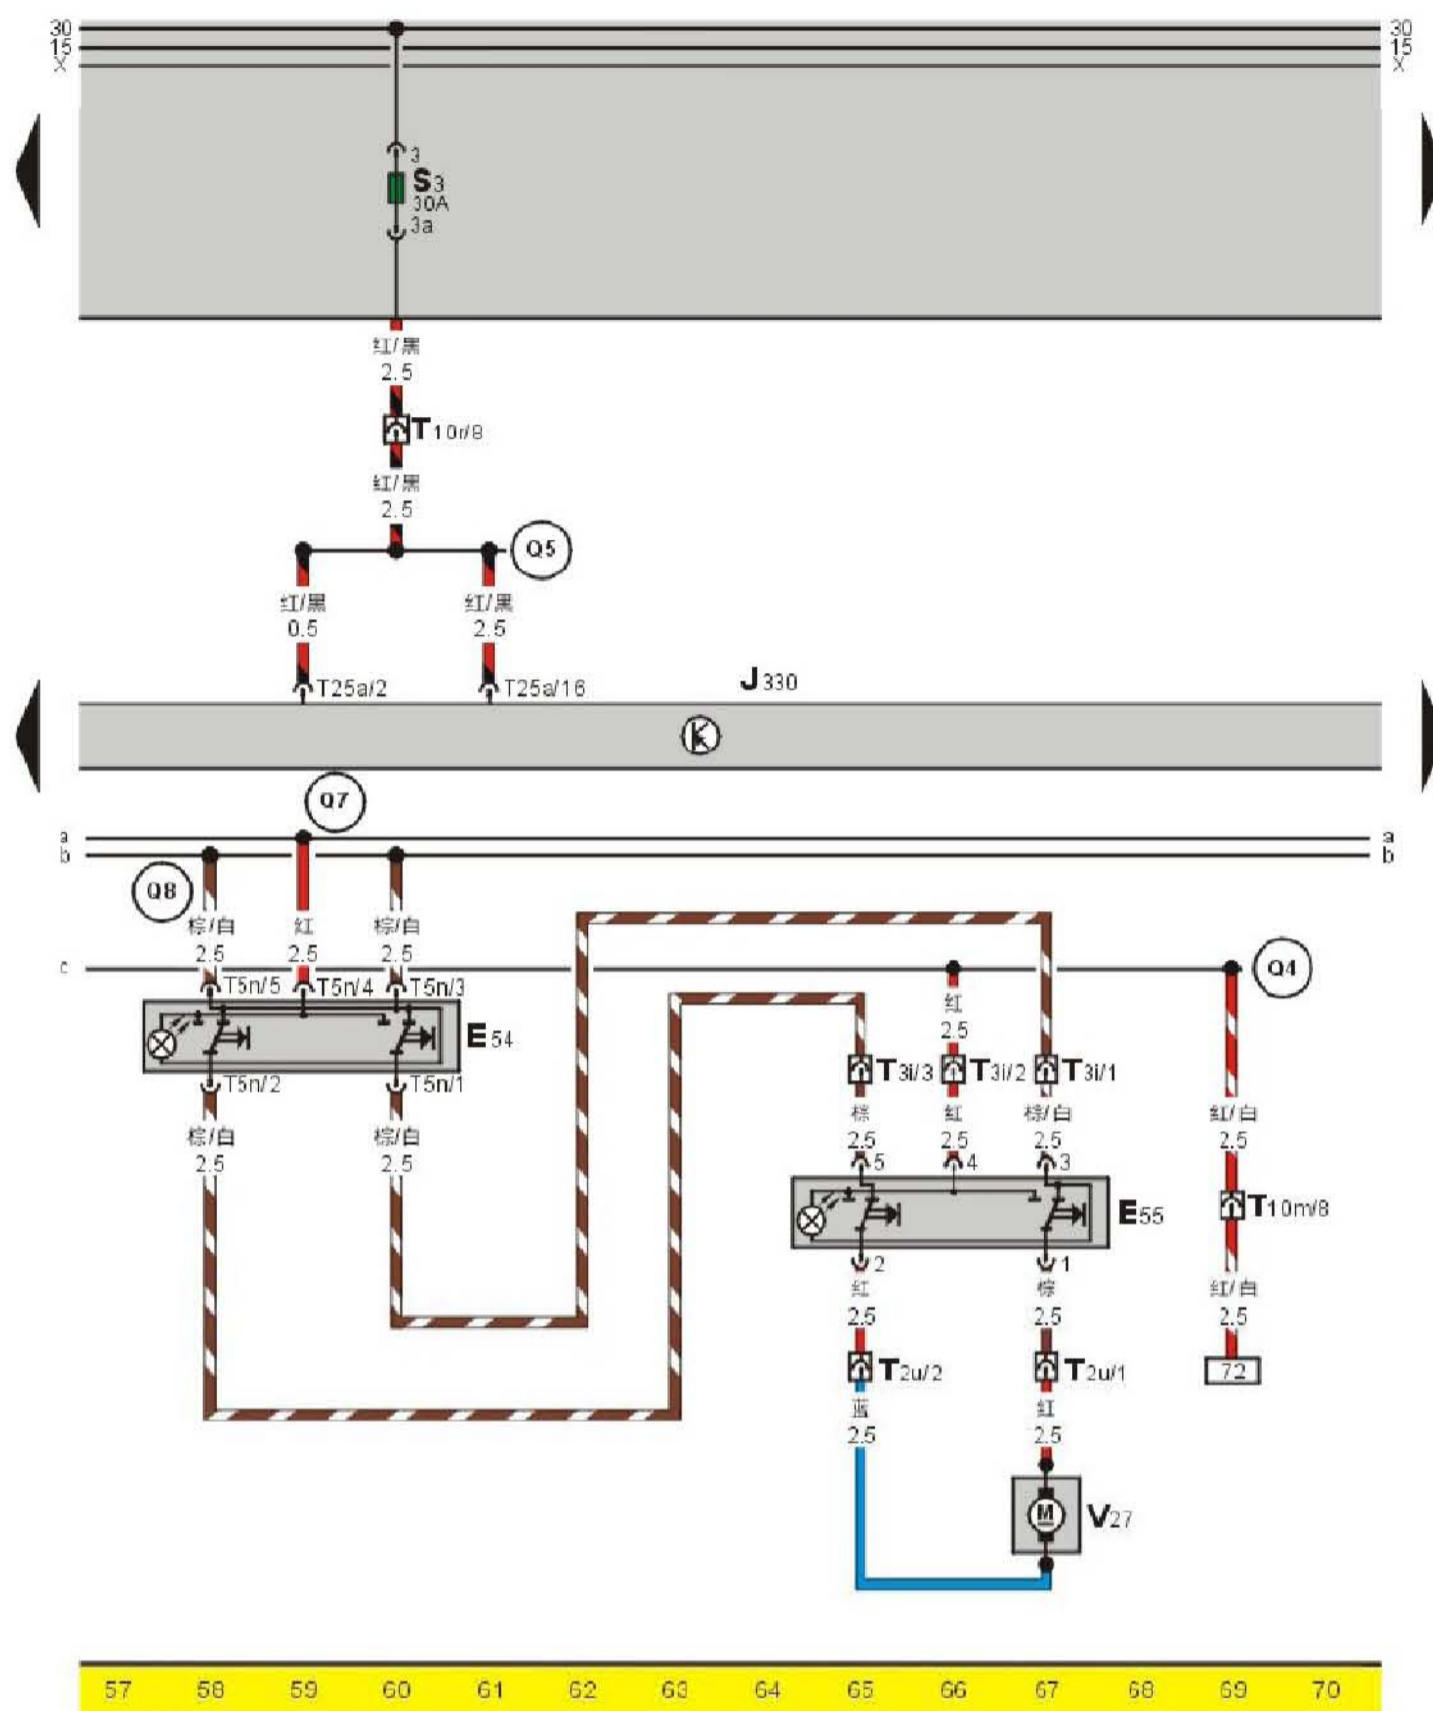 30 30
15 15
X X
3
S3
30A
3a
红/黑
2.5
T10r/8
红/黑
2.5
Q5
红/黑 红/黑
0.5 2.5
T25a/2 T25a/16 J330
Q7
a a
b b
Q8
棕/白 红 棕/白
2.5 2.5 2.5
c Q4
T5n/5 T5n/4 T5n/3
红
2.5
E54
T3i/3 T3i/2 T3i/1
T5n/2 T5n/1
棕 红 棕/白 红/白
2.5 2.5 2.5 2.5
棕/白 棕/白
2.5 2.5
5 4 3
E55 T10m/8
2 1
红 棕 红/白
2.5 2.5 2.5
T2u/2 T2u/1 72
蓝 红
2.5 2.5
M V27
57 58 59 60 61 62 63 64 65 66 67 68 69 70